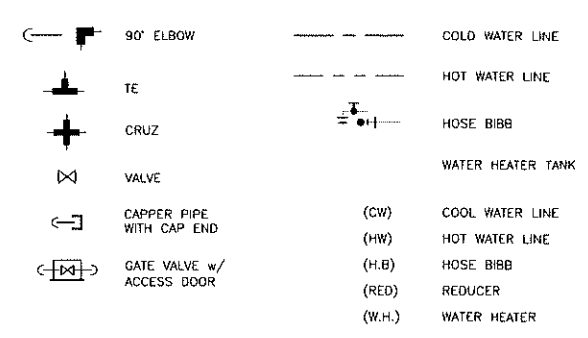 90° ELBOW
TE
CRUZ
VALVE
CAPPER PIPE
WITH CAP END
GATE VALVE w/
ACCESS DOOR
COLD WATER LINE
HOT WATER LINE
HOSE BIBB
WATER HEATER TANK
(CW) COOL WATER LINE
(HW) HOT WATER LINE
(H.B) HOSE BIBB
(RED) REDUCER
(W.H.) WATER HEATER